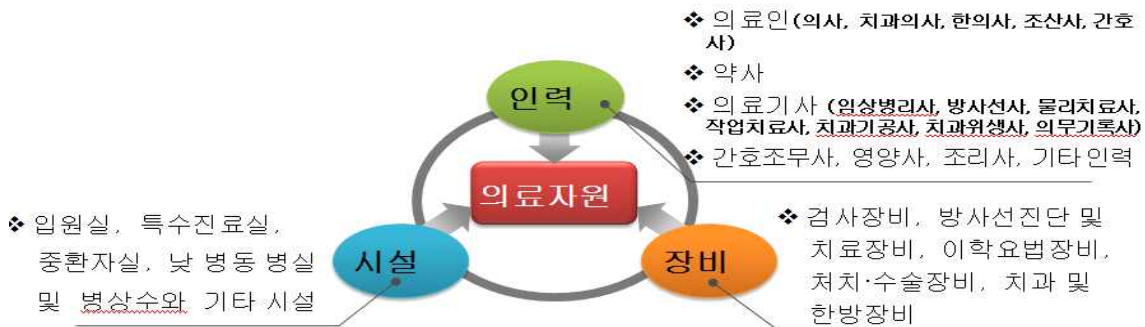 ❖ 의료인(의사, 치과의사, 한의사, 조산사, 간호
사)
❖ 약사
❖ 의료기사 (임상병리사, 방사선사, 물리치료사,
작업치료사, 치과기공사, 치과위생사, 의무기록사)
❖ 간호조무사, 영양사, 조리사, 기타인력
인력
의료자원
❖ 입원실, 특수진료실,
중환자실, 낮 병동 병실
및 병상수와 기타 시설
시설
장비
❖ 검사장비, 방사선진단 및
치료장비, 이학요법장비,
처치·수술장비, 치과 및
한방장비